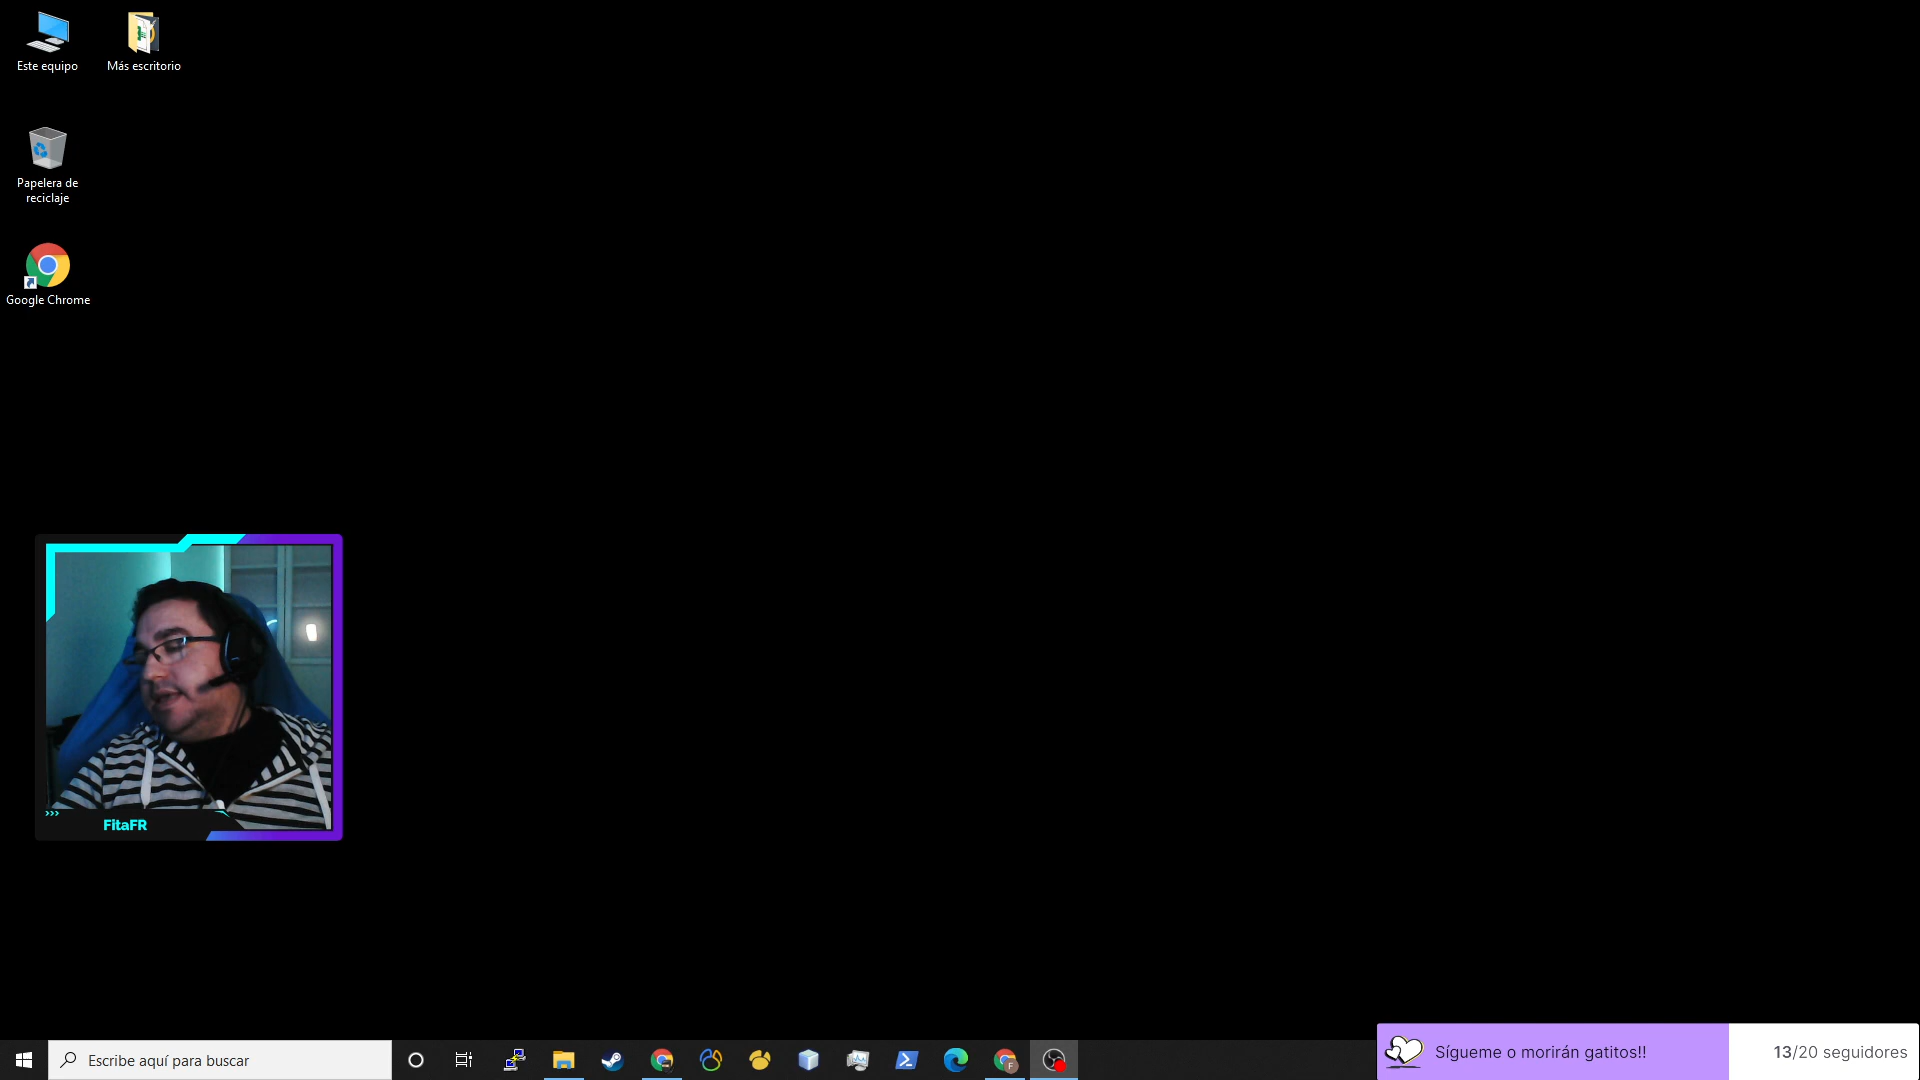 Este equipo
Más escritorio
Papelera de
reciclaje
Google Chrome
›››
FitaFR
Escribe aquí para buscar
F
Sígueme o morirán gatitos!!
13/20 seguidores